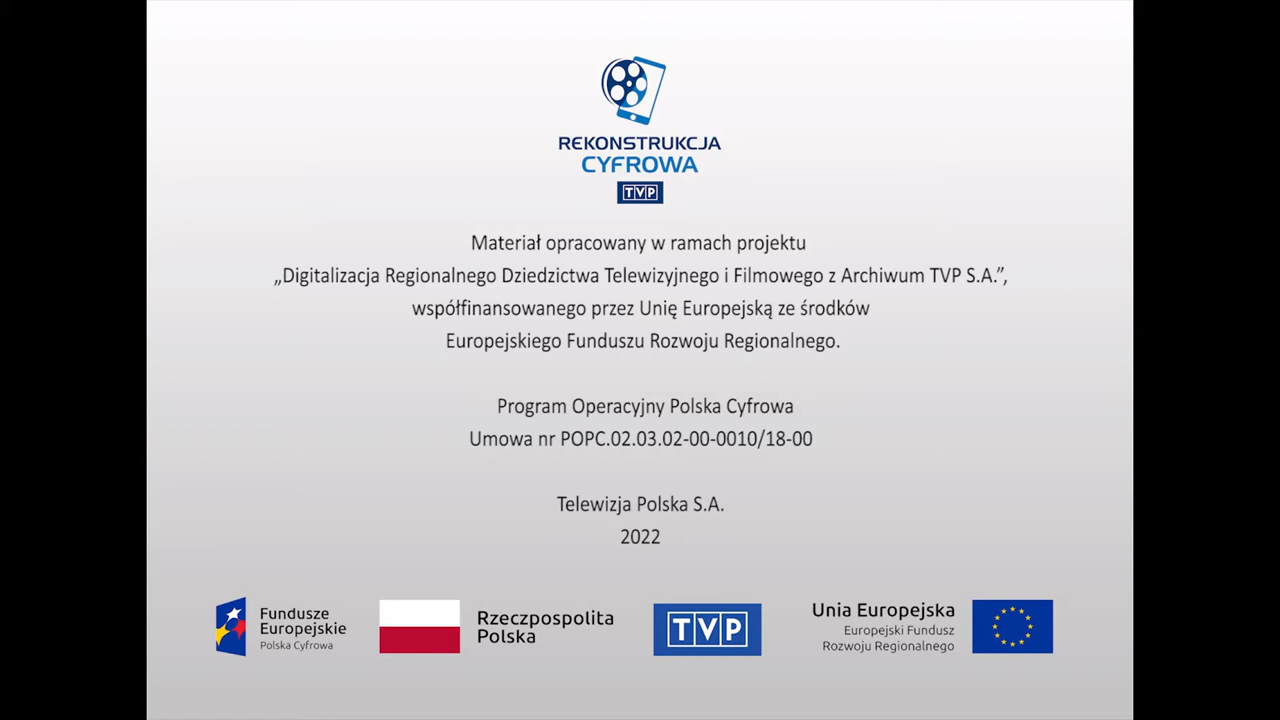 REKONSTRUKCJA
CYFROWA
TVP
Materiał opracowany w ramach projektu
„Digitalizacja Regionalnego Dziedzictwa Telewizyjnego i Filmowego z Archiwum TVP S.A.”,
współfinansowanego przez Unię Europejską ze środków
Europejskiego Funduszu Rozwoju Regionalnego.
Program Operacyjny Polska Cyfrowa
Umowa nr POPC.02.03.02-00-0010/18-00
Telewizja Polska S.A.
2022
Fundusze
Europejskie
Polska Cyfrowa
Rzeczpospolita
Polska
TVP
Unia Europejska
Europejski Fundusz
Rozwoju Regionalnego